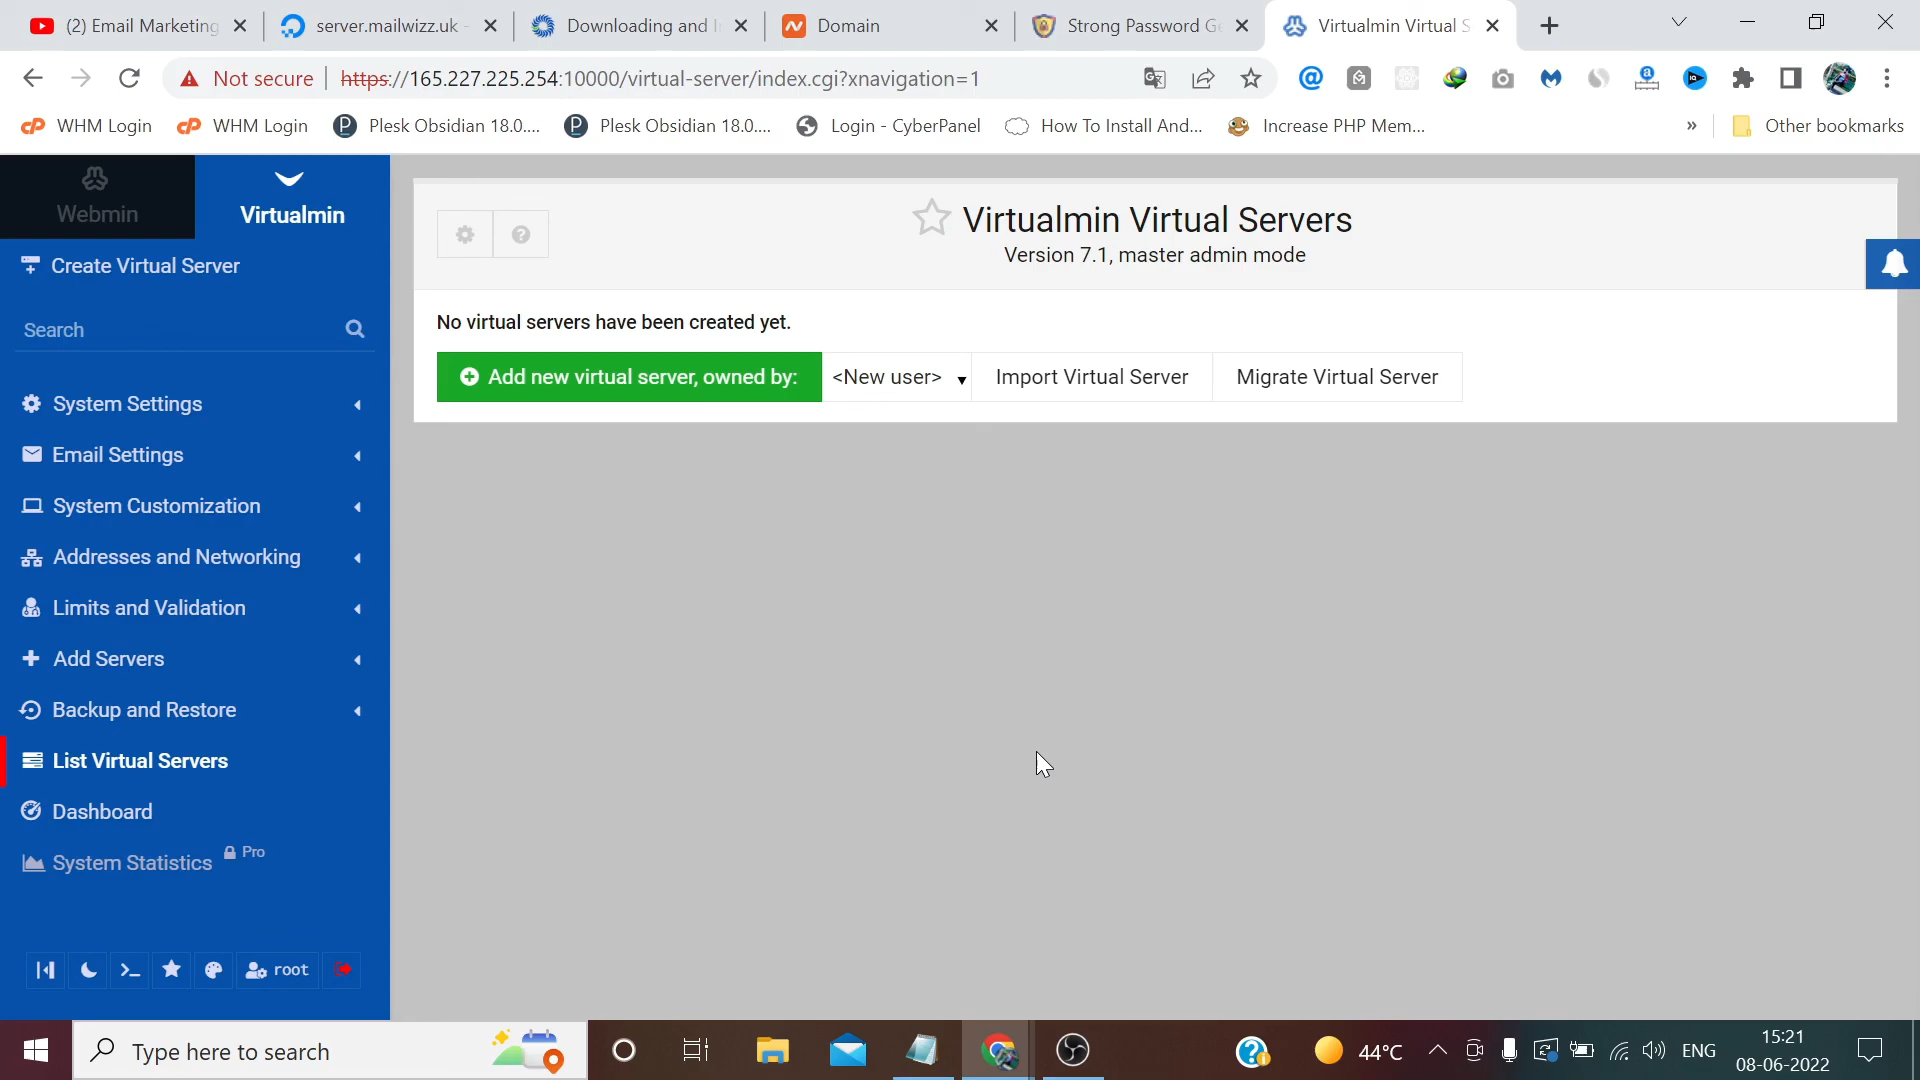 (2) Email Marketing
server.mailwizz.uk -
Downloading and I
Domain
Strong Password Ge
Virtualmin Virtual S
Not secure
https://165.227.225.254:10000/virtual-server/index.cgi?xnavigation=1
WHM Login
WHM Login
Plesk Obsidian 18.0....
Plesk Obsidian 18.0....
Login - CyberPanel
How To Install And...
Increase PHP Mem...
»
Other bookmarks
Webmin
Virtualmin
Create Virtual Server
Search
System Settings
Email Settings
System Customization
Addresses and Networking
Limits and Validation
Add Servers
Backup and Restore
List Virtual Servers
Dashboard
System Statistics Pro
root
Virtualmin Virtual Servers
Version 7.1, master admin mode
No virtual servers have been created yet.
Add new virtual server, owned by:
<New user>
Import Virtual Server
Migrate Virtual Server
Type here to search
44°C
ENG
15:21
08-06-2022